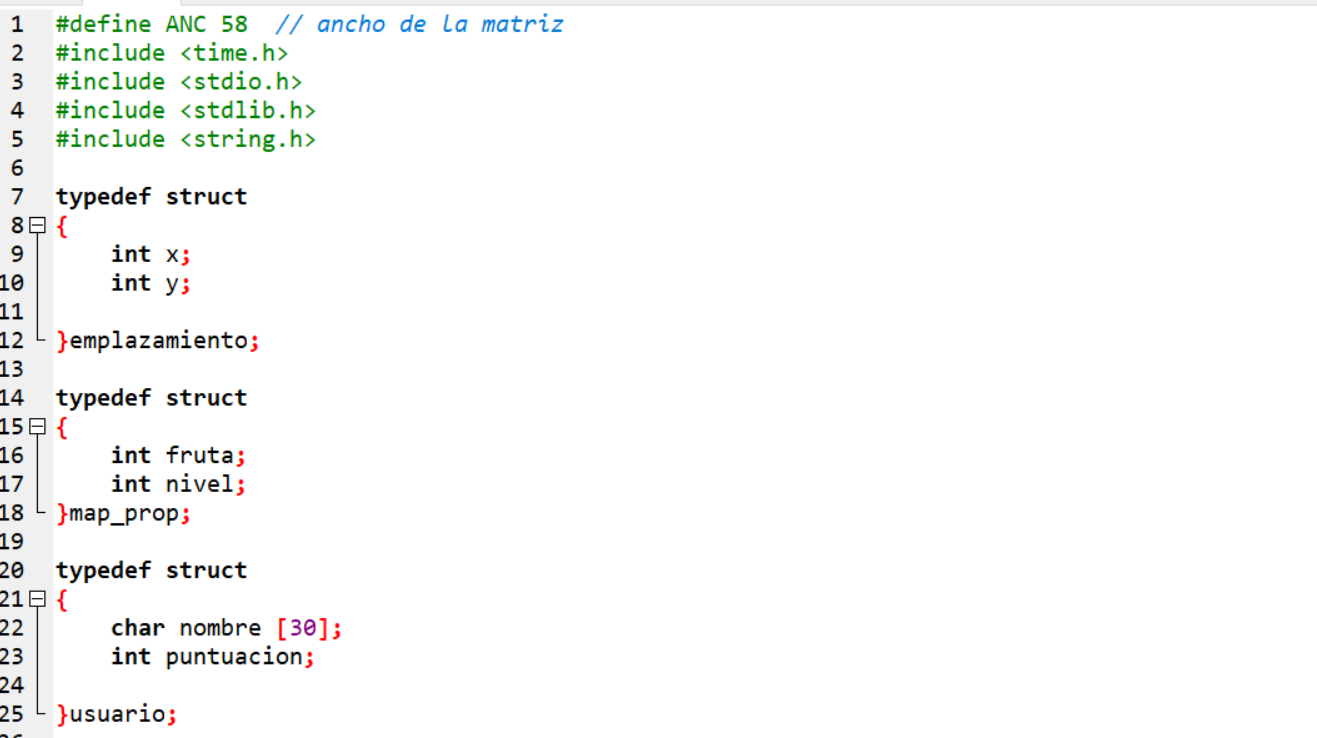 1 #define ANC 58 // ancho de la matriz
2 #include <time.h>
3 #include <stdio.h>
4 #include <stdlib.h>
5 #include <string.h>
6
7 typedef struct
8 {
9 int x;
10 int y;
11
12 }emplazamiento;
13
14 typedef struct
15 {
16 int fruta;
17 int nivel;
18 }map_prop;
19
20 typedef struct
21 {
22 char nombre [30];
23 int puntuacion;
24
25 }usuario;